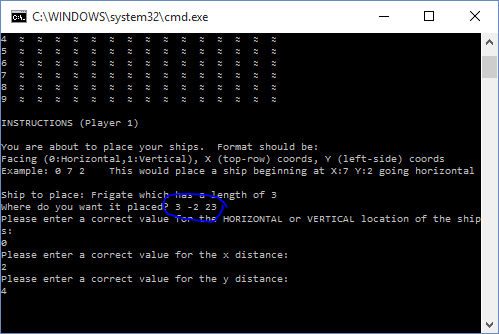 C:\WINDOWS\system32\cmd.exe
4 ≈ ≈ ≈ ≈ ≈ ≈ ≈ ≈ ≈ ≈
5 ≈ ≈ ≈ ≈ ≈ ≈ ≈ ≈ ≈ ≈
6 ≈ ≈ ≈ ≈ ≈ ≈ ≈ ≈ ≈ ≈
7 ≈ ≈ ≈ ≈ ≈ ≈ ≈ ≈ ≈ ≈
8 ≈ ≈ ≈ ≈ ≈ ≈ ≈ ≈ ≈ ≈
9 ≈ ≈ ≈ ≈ ≈ ≈ ≈ ≈ ≈ ≈
INSTRUCTIONS (Player 1)
You are about to place your ships.  Format should be:
Facing (0:Horizontal,1:Vertical), X (top-row) coords, Y (left-side) coords
Example: 0 7 2    This would place a ship beginning at X:7 Y:2 going horizontal
Ship to place: Frigate which has a length of 3
Where do you want it placed? 3 -2 23
Please enter a correct value for the HORIZONTAL or VERTICAL location of the ship
s:
0
Please enter a correct value for the x distance:
2
Please enter a correct value for the y distance:
4